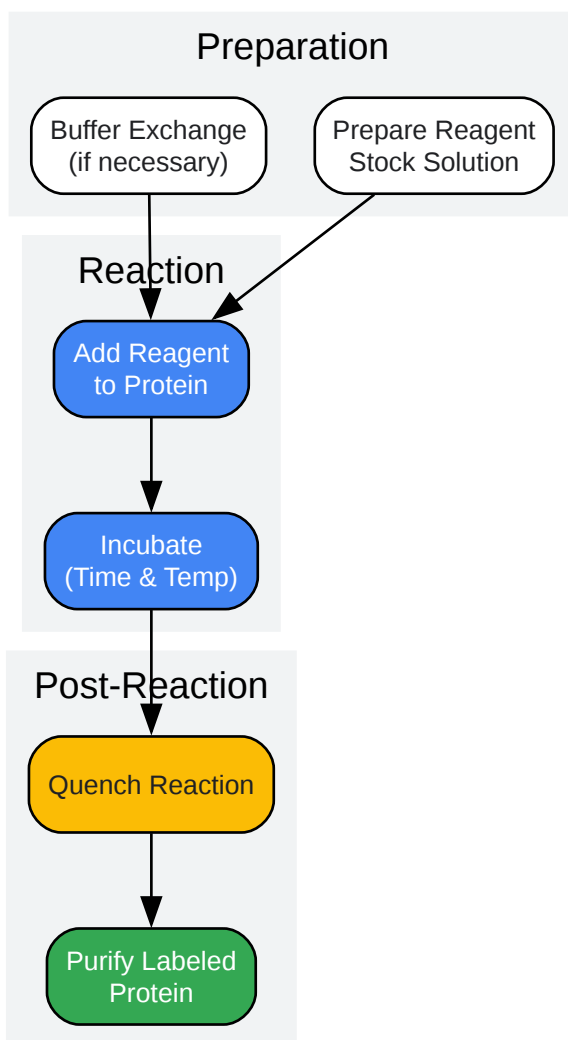 Preparation
Buffer Exchange
(if necessary)
Prepare Reagent
Stock Solution
Reaction
Add Reagent
to Protein
Incubate
(Time & Temp)
Post-Reaction
Quench Reaction
Purify Labeled
Protein